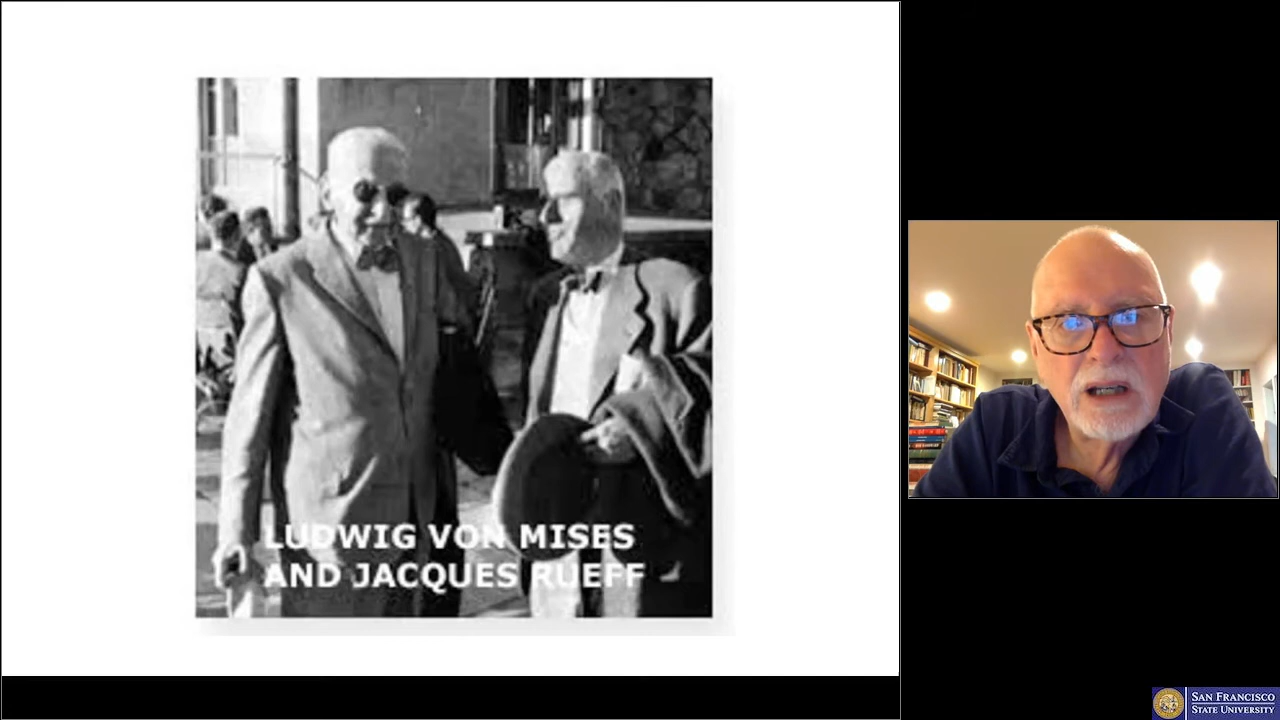 LUDWIG VON MISES
AND JACQUES RUEFF
SAN FRANCISCO
STATE UNIVERSITY